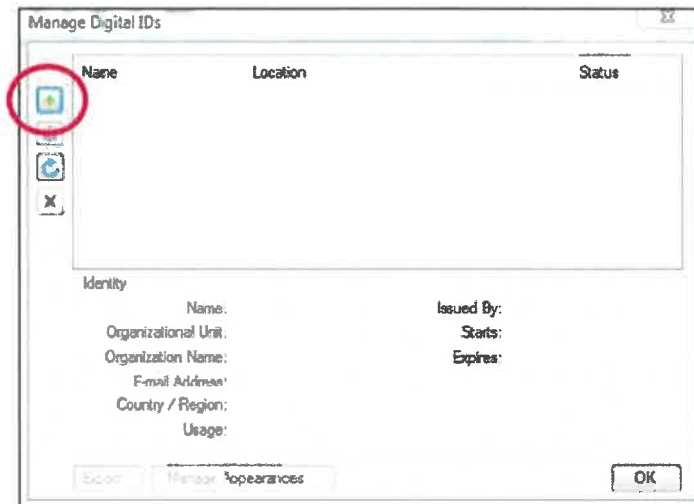 Manage Digital IDs
Name Location Status
Identity
Name: Issued By:
Organizational Unit: Starts:
Organization Name: Expires:
E-mail Address:
Country / Region:
Usage:
Export Manage Appearances OK